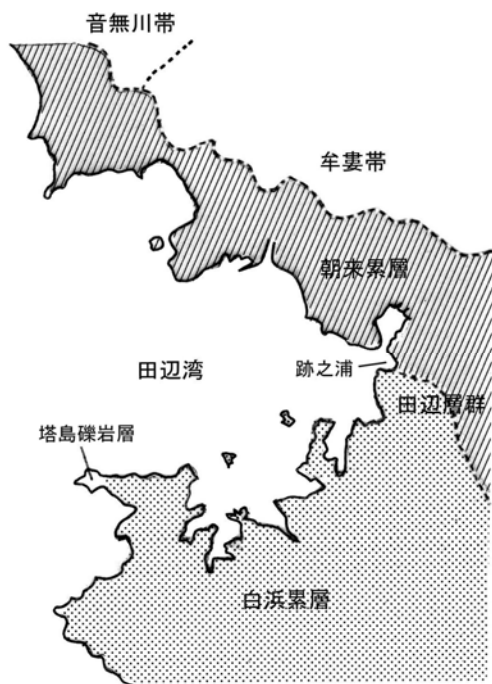 音無川帯
牟婁帯
朝来累層
跡之浦
田辺湾
田辺層群
塔島礫岩層
白浜累層